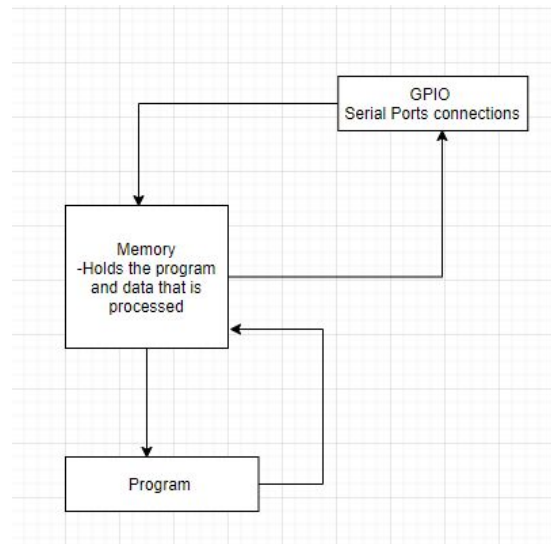 GPIO
Serial Ports connections
Memory
-Holds the program
and data that is
processed
Program